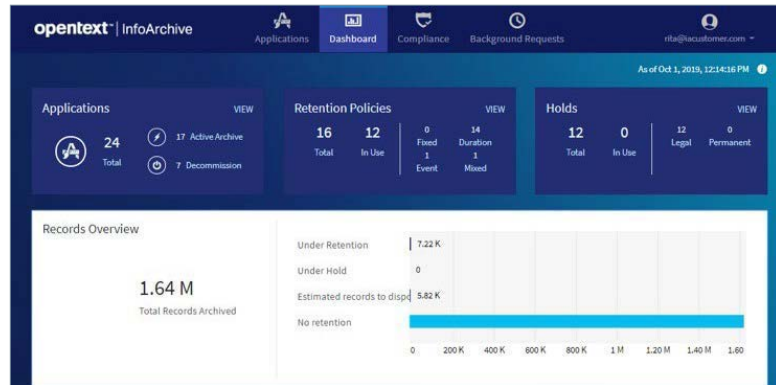 opentext™ | InfoArchive
Applications
Dashboard
Compliance
Background Requests
rita@iacustomer.com
As of Oct 1, 2019, 12:14:16 PM
Applications VIEW
24
Total
17 Active Archive
7 Decommission
Retention Policies VIEW
16
Total
12
In Use
0
Fixed
14
Duration
1
Event
1
Mixed
Holds VIEW
12
Total
0
In Use
12
Legal
0
Permanent
Records Overview
1.64 M
Total Records Archived
Under Retention 7.22 K
Under Hold 0
Estimated records to dispo 5.82 K
No retention
0 200 K 400 K 600 K 800 K 1 M 1.20 M 1.40 M 1.60